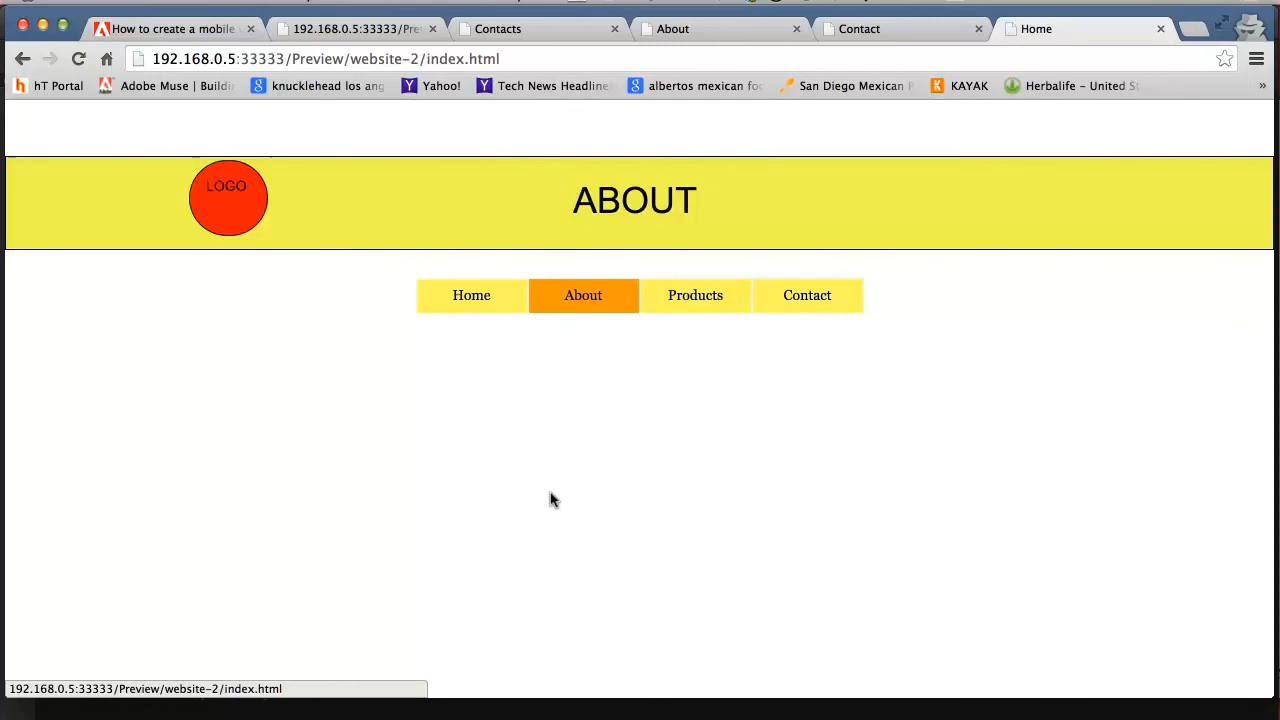 How to create a mobile
192.168.0.5:33333/Pre
Contacts
About
Contact
Home
192.168.0.5:33333/Preview/website-2/index.html
hT Portal
Adobe Muse | Buildi
knucklehead los ang
Yahoo!
Tech News Headline
albertos mexican fo
San Diego Mexican
KAYAK
Herbalife – United St
»
LOGO
ABOUT
Home
About
Products
Contact
192.168.0.5:33333/Preview/website-2/index.html